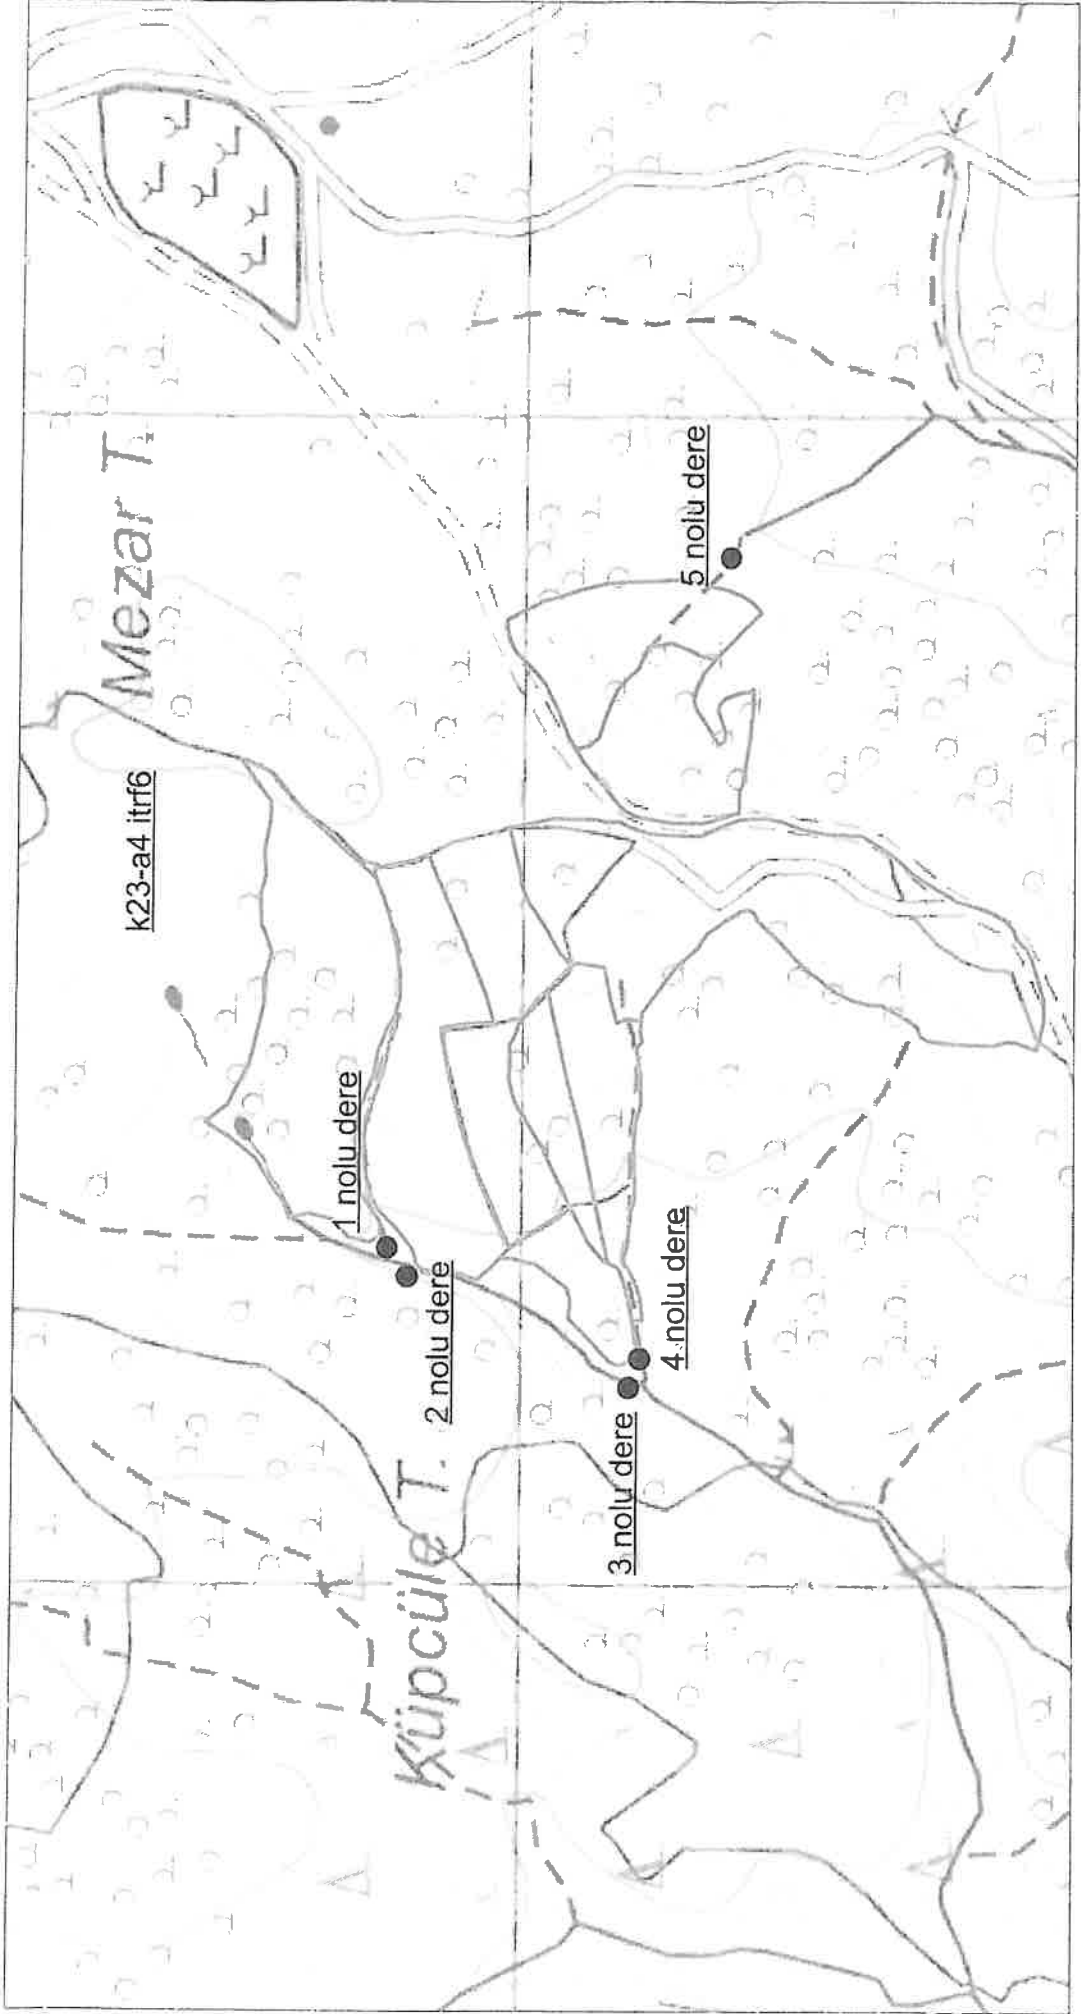 Mezar T.
k23-a4 itrf6
1 nolu dere
2 nolu dere
Küpcüle T.
5 nolu dere
4 nolu dere
3 nolu dere